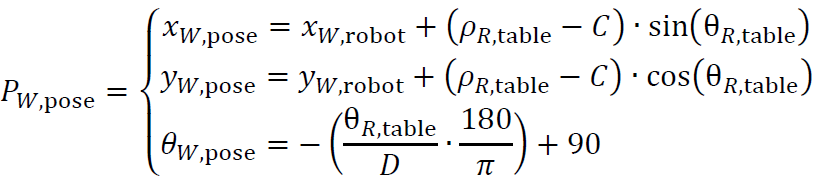 x_{W,pose} = x_{W,robot} + (ρ_{R,table} − C) · sin(θ_{R,table})
P_{W,pose} = { y_{W,pose} = y_{W,robot} + (ρ_{R,table} − C) · cos(θ_{R,table})
θ_{W,pose} = − (θ_{R,table}/D · 180/π) + 90